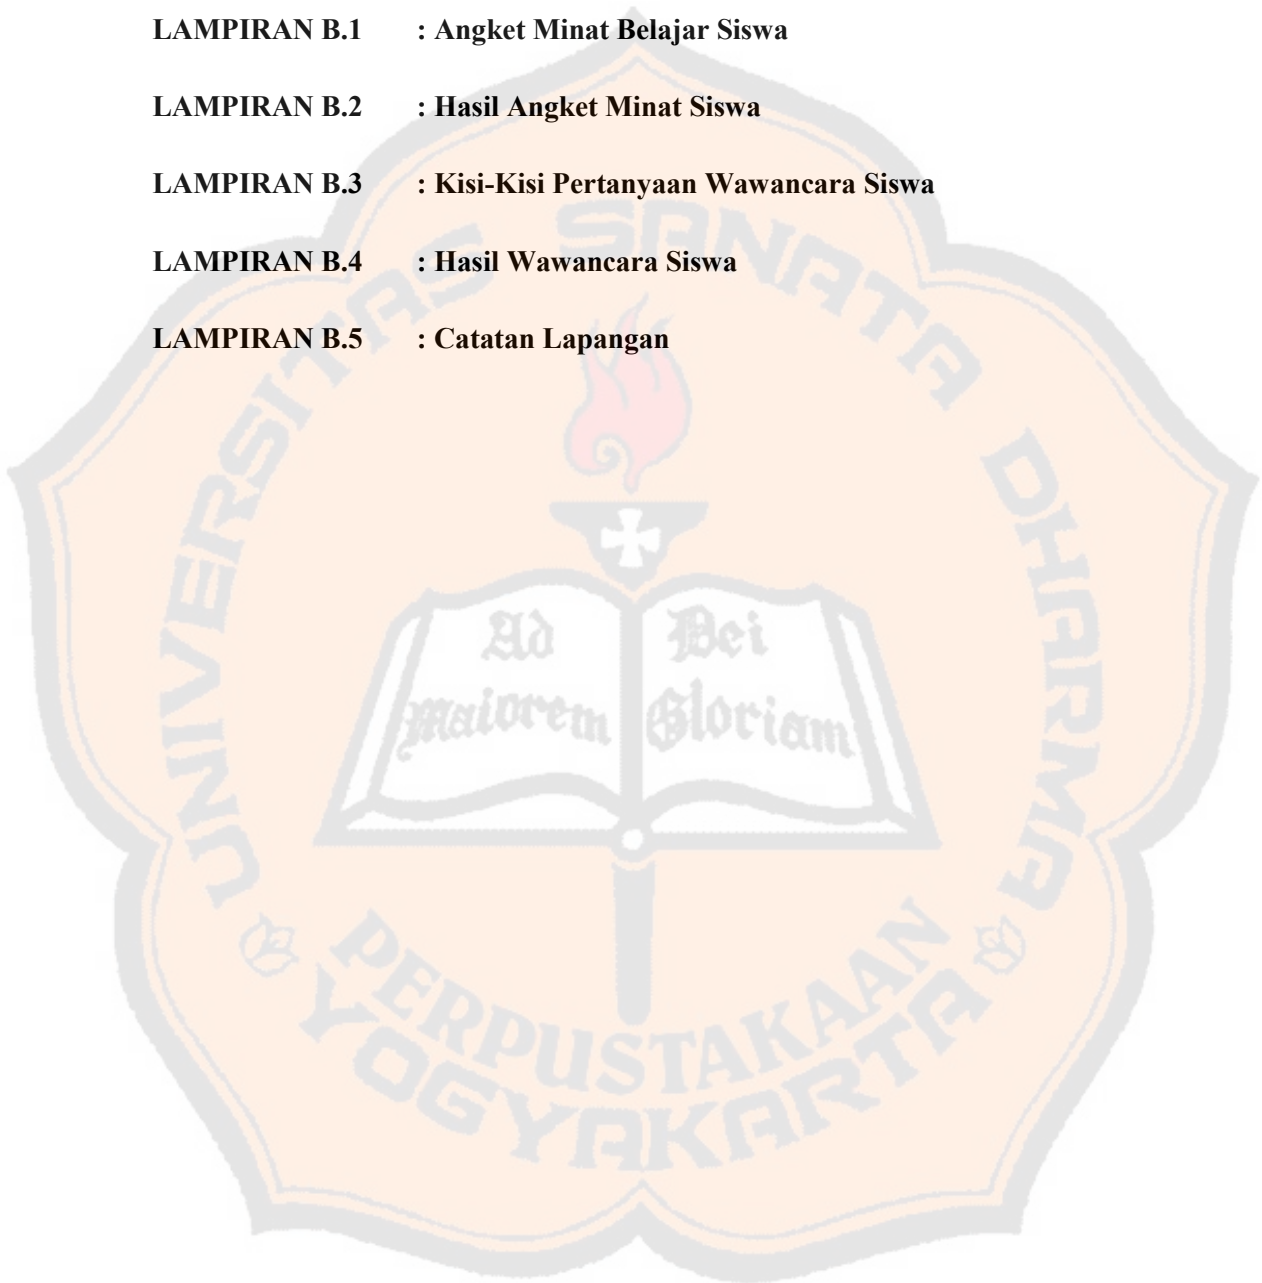 LAMPIRAN B.1 : Angket Minat Belajar Siswa
LAMPIRAN B.2 : Hasil Angket Minat Siswa
LAMPIRAN B.3 : Kisi-Kisi Pertanyaan Wawancara Siswa
LAMPIRAN B.4 : Hasil Wawancara Siswa
LAMPIRAN B.5 : Catatan Lapangan
UNIVERSITAS SANATA DHARMA
Ad Dei
maiorem Gloriam
PERPUSTAKAAN
YOGYAKARTA